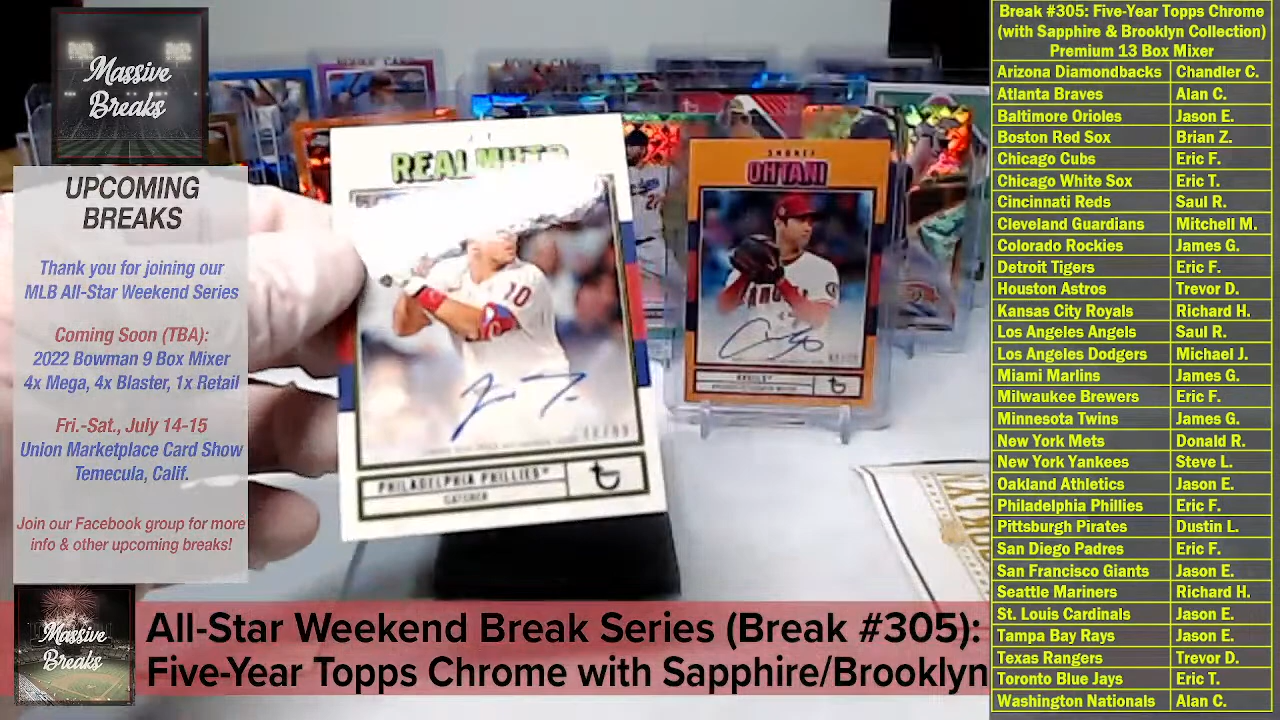 Massive
Breaks
UPCOMING
BREAKS
Thank you for joining our
MLB All-Star Weekend Series
Coming Soon (TBA):
2022 Bowman 9 Box Mixer
4x Mega, 4x Blaster, 1x Retail
Fri.-Sat., July 14-15
Union Marketplace Card Show
Temecula, Calif.
Join our Facebook group for more
info & other upcoming breaks!
REALMUTO
10
PHILADELPHIA PHILLIES
CATCHER
SHOHEI
OHTANI
ANGELS
Massive
Breaks
All-Star Weekend Break Series (Break #305):
Five-Year Topps Chrome with Sapphire/Brooklyn
Break #305: Five-Year Topps Chrome
(with Sapphire & Brooklyn Collection)
Premium 13 Box Mixer
Arizona Diamondbacks Chandler C.
Atlanta Braves Alan C.
Baltimore Orioles Jason E.
Boston Red Sox Brian Z.
Chicago Cubs Eric F.
Chicago White Sox Eric T.
Cincinnati Reds Saul R.
Cleveland Guardians Mitchell M.
Colorado Rockies James G.
Detroit Tigers Eric F.
Houston Astros Trevor D.
Kansas City Royals Richard H.
Los Angeles Angels Saul R.
Los Angeles Dodgers Michael J.
Miami Marlins James G.
Milwaukee Brewers Eric F.
Minnesota Twins James G.
New York Mets Donald R.
New York Yankees Steve L.
Oakland Athletics Jason E.
Philadelphia Phillies Eric F.
Pittsburgh Pirates Dustin L.
San Diego Padres Eric F.
San Francisco Giants Jason E.
Seattle Mariners Richard H.
St. Louis Cardinals Jason E.
Tampa Bay Rays Jason E.
Texas Rangers Trevor D.
Toronto Blue Jays Eric T.
Washington Nationals Alan C.